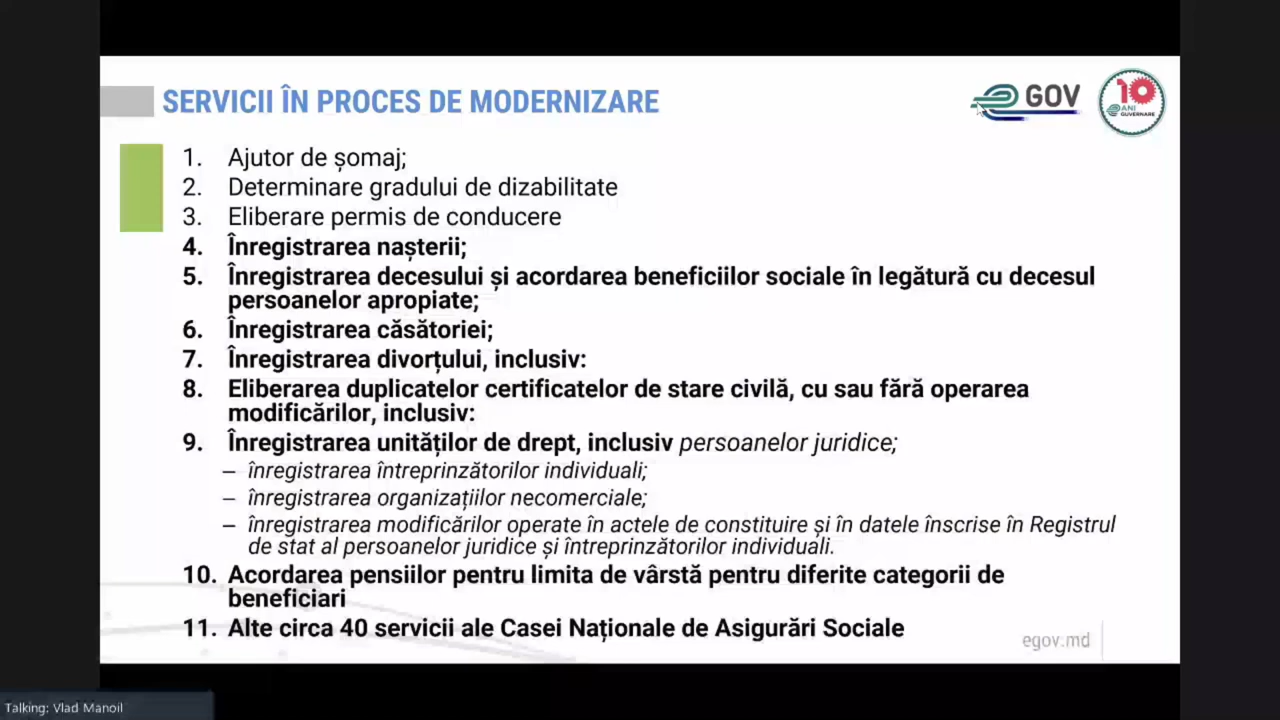 SERVICII ÎN PROCES DE MODERNIZARE
GOV
10
ANI
GUVERNARE
1. Ajutor de șomaj;
2. Determinare gradului de dizabilitate
3. Eliberare permis de conducere
4. Înregistrarea nașterii;
5. Înregistrarea decesului și acordarea beneficiilor sociale în legătură cu decesul
persoanelor apropiate;
6. Înregistrarea căsătoriei;
7. Înregistrarea divorțului, inclusiv:
8. Eliberarea duplicatelor certificatelor de stare civilă, cu sau fără operarea
modificărilor, inclusiv:
9. Înregistrarea unităților de drept, inclusiv persoanelor juridice;
– înregistrarea întreprinzătorilor individuali;
– înregistrarea organizațiilor necomerciale;
– înregistrarea modificărilor operate în actele de constituire și în datele înscrise în Registrul
de stat al persoanelor juridice și întreprinzătorilor individuali.
10. Acordarea pensiilor pentru limita de vârstă pentru diferite categorii de
beneficiari
11. Alte circa 40 servicii ale Casei Naționale de Asigurări Sociale
egov.md
Talking: Vlad Manoil